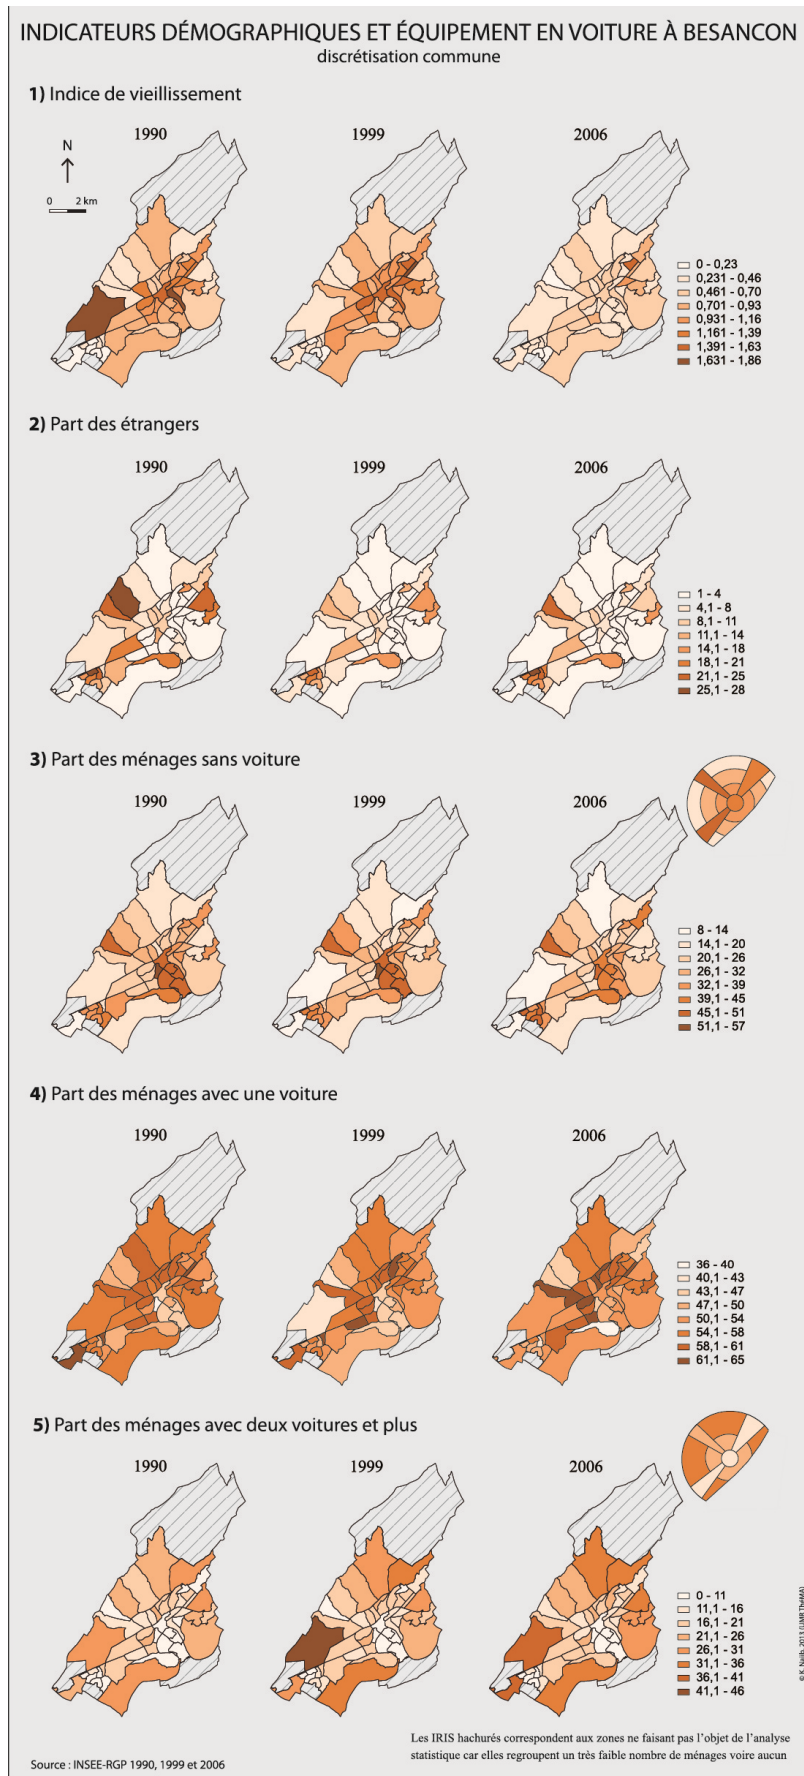 INDICATEURS DÉMOGRAPHIQUES ET ÉQUIPEMENT EN VOITURE À BESANCON
discrétisation commune
1) Indice de vieillissement
1990
1999
2006
N
0 2 km
0 - 0,23
0,231 - 0,46
0,461 - 0,70
0,701 - 0,93
0,931 - 1,16
1,161 - 1,39
1,391 - 1,63
1,631 - 1,86
2) Part des étrangers
1990
1999
2006
1 - 4
4,1 - 8
8,1 - 11
11,1 - 14
14,1 - 18
18,1 - 21
21,1 - 25
25,1 - 28
3) Part des ménages sans voiture
1990
1999
2006
8 - 14
14,1 - 20
20,1 - 26
26,1 - 32
32,1 - 39
39,1 - 45
45,1 - 51
51,1 - 57
4) Part des ménages avec une voiture
1990
1999
2006
36 - 40
40,1 - 43
43,1 - 47
47,1 - 50
50,1 - 54
54,1 - 58
58,1 - 61
61,1 - 65
5) Part des ménages avec deux voitures et plus
1990
1999
2006
0 - 11
11,1 - 16
16,1 - 21
21,1 - 26
26,1 - 31
31,1 - 36
36,1 - 41
41,1 - 46
Les IRIS hachurés correspondent aux zones ne faisant pas l'objet de l'analyse
statistique car elles regroupent un très faible nombre de ménages voire aucun
Source : INSEE-RGP 1990, 1999 et 2006
© K. 2013 (UMR ThéMA)